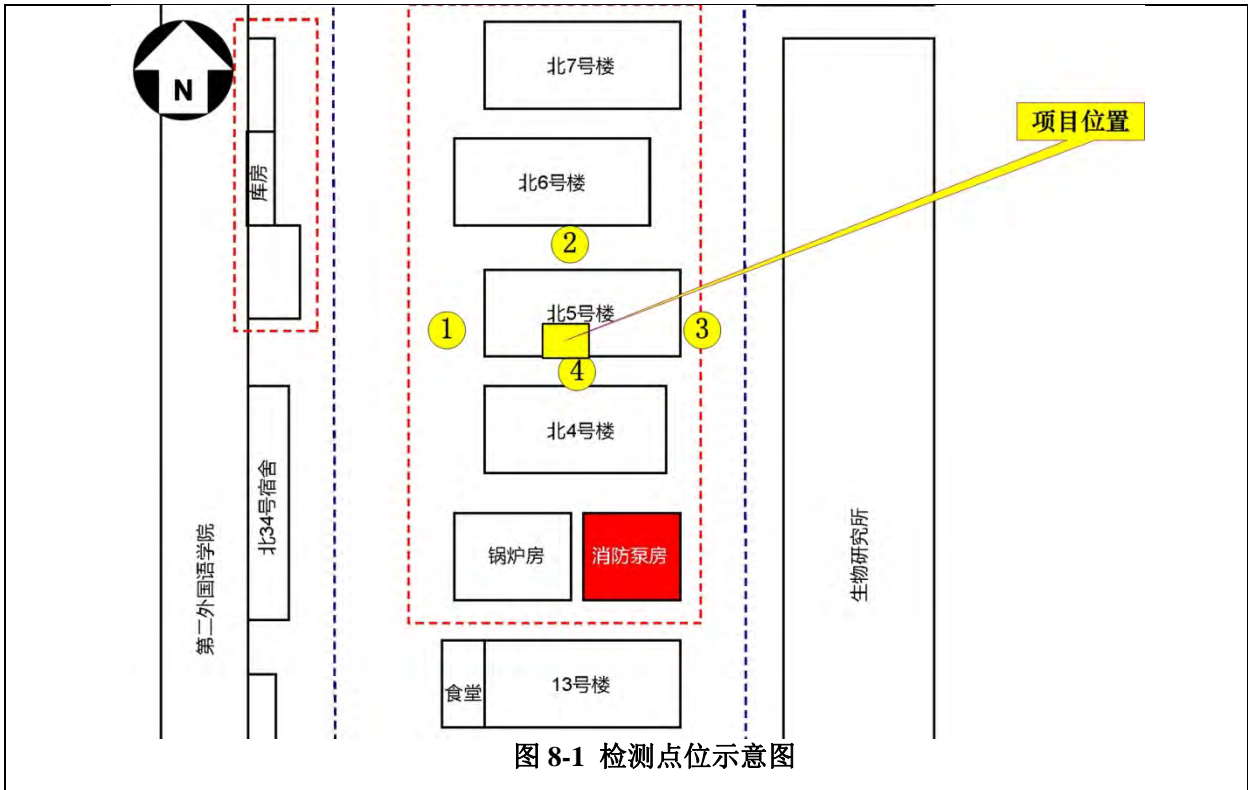 N
北7号楼
项目位置
库房
北6号楼
②
北5号楼
①
③
④
北4号楼
北34号宿舍
第二外国语学院
锅炉房
消防泵房
生物研究所
食堂
13号楼
图 8-1 检测点位示意图